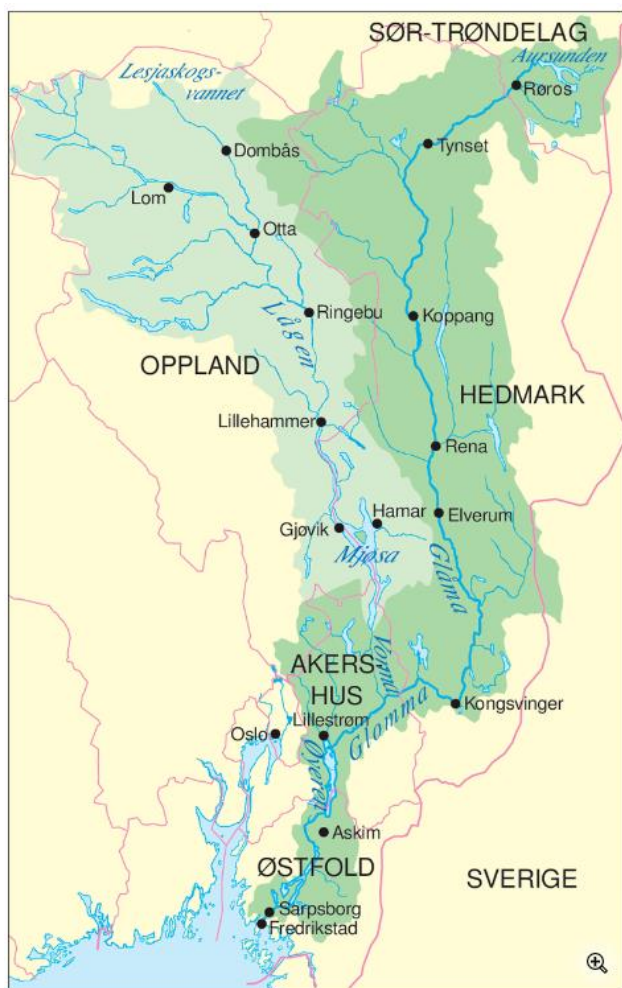 SØR-TRØNDELAG
Aursunden
Lesjaskogs-
vannet
Røros
Tynset
Dombås
Lom
Otta
Ringebu
Koppang
Lågen
OPPLAND
HEDMARK
Lillehammer
Rena
Hamar
Elverum
Gjøvik
Mjøsa
Glåma
Vorma
AKERS-
HUS
Kongsvinger
Glomma
Lillestrøm
Oslo
Øyeren
Askim
ØSTFOLD
SVERIGE
Sarpsborg
Fredrikstad